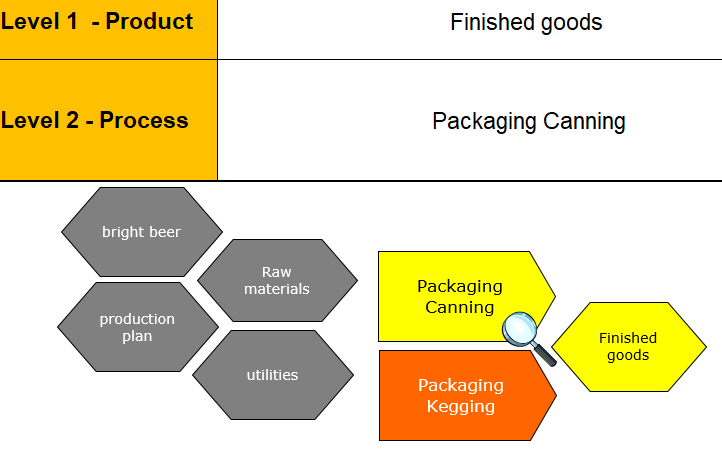 Level 1  - Product
Finished goods
Level 2 - Process
Packaging Canning
bright beer
Raw
materials
production
plan
utilities
Packaging
Canning
Packaging
Kegging
Finished
goods